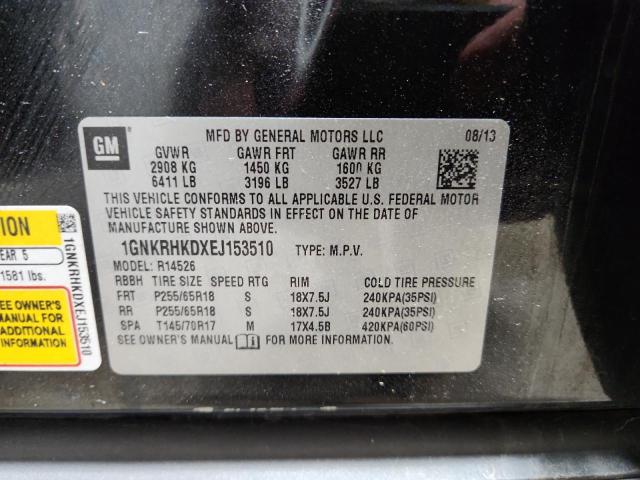 GM
MFD BY GENERAL MOTORS LLC 08/13
GVWR GAWR FRT GAWR RR
2908 KG 1450 KG 1600 KG
6411 LB 3196 LB 3527 LB
THIS VEHICLE CONFORMS TO ALL APPLICABLE U.S. FEDERAL MOTOR
VEHICLE SAFETY STANDARDS IN EFFECT ON THE DATE OF
MANUFACTURE SHOWN ABOVE.
1GNKRHKDXEJ153510 TYPE: M.P.V.
MODEL: R14526
RBBH TIRE SIZE SPEED RTG RIM COLD TIRE PRESSURE
FRT P255/65R18 S 18X7.5J 240KPA(35PSI)
RR P255/65R18 S 18X7.5J 240KPA(35PSI)
SPA T145/70R17 M 17X4.5B 420KPA(60PSI)
SEE OWNER'S MANUAL FOR MORE INFORMATION.
EAR 5
1581 lbs.
SEE OWNER'S
MANUAL FOR
ADDITIONAL
INFORMATION
1GNKRHKDXEJ153510